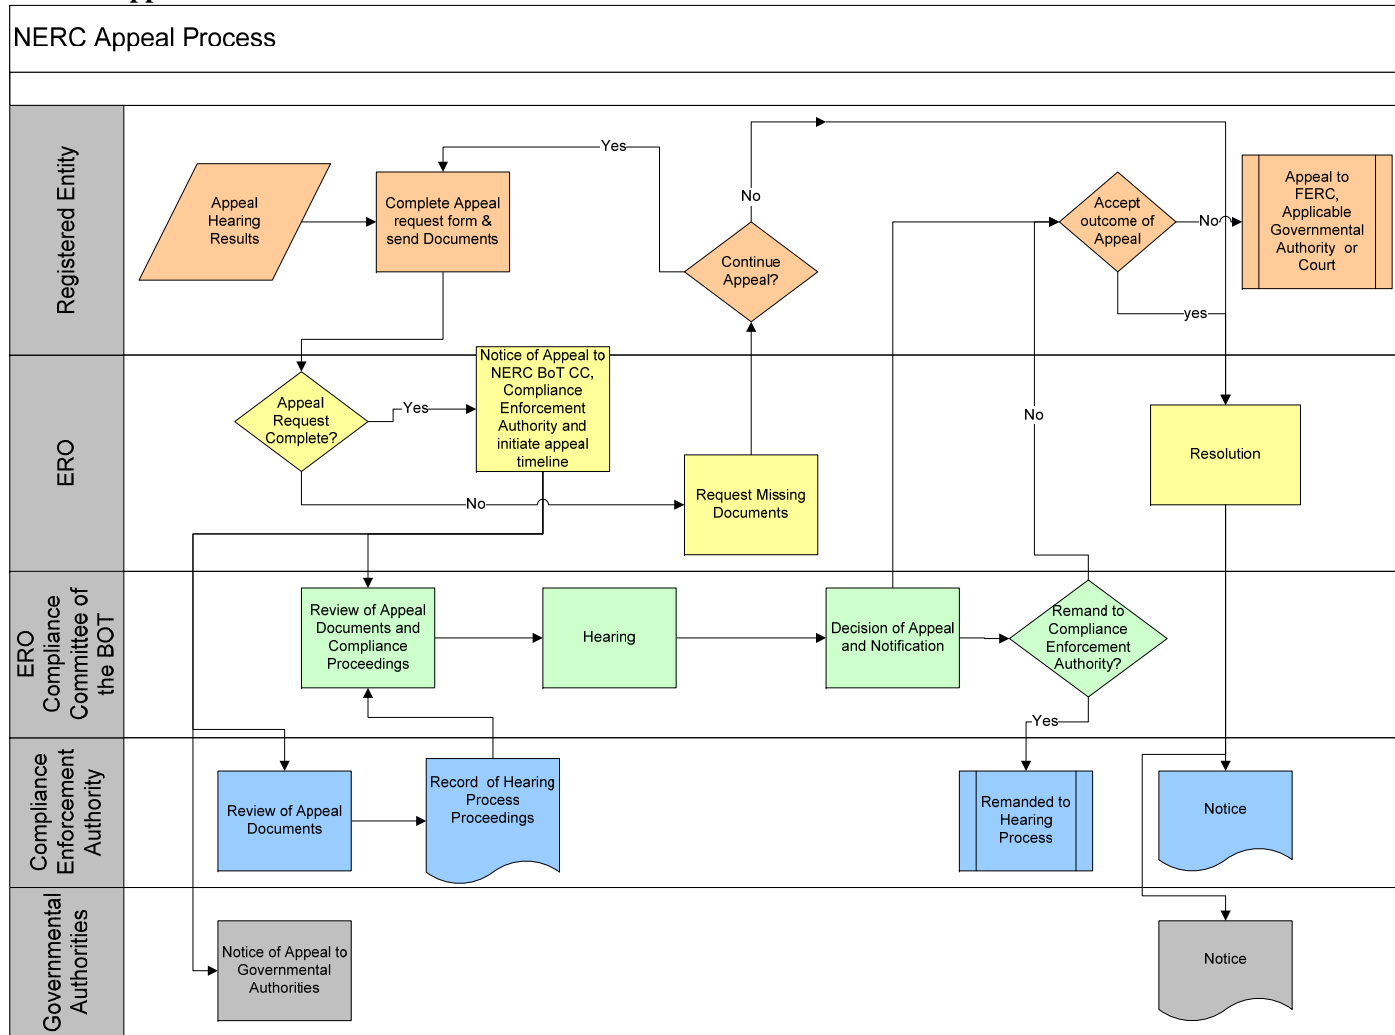 NERC Appeal Process
Registered Entity
Appeal
Hearing
Results
Complete Appeal
request form &
send Documents
Yes
No
Continue
Appeal?
Accept
outcome of
Appeal
No
yes
Appeal to
FERC,
Applicable
Governmental
Authority or
Court
ERO
Appeal
Request
Complete?
Yes
No
Notice of Appeal to
NERC BoT CC,
Compliance
Enforcement
Authority and
initiate appeal
timeline
Request Missing
Documents
No
Resolution
ERO
Compliance
Committee of
the BOT
Review of Appeal
Documents and
Compliance
Proceedings
Hearing
Decision of Appeal
and Notification
Remand to
Compliance
Enforcement
Authority?
Yes
Compliance
Enforcement
Authority
Review of Appeal
Documents
Record of Hearing
Process
Proceedings
Remanded to
Hearing
Process
Notice
Governmental
Authorities
Notice of Appeal to
Governmental
Authorities
Notice